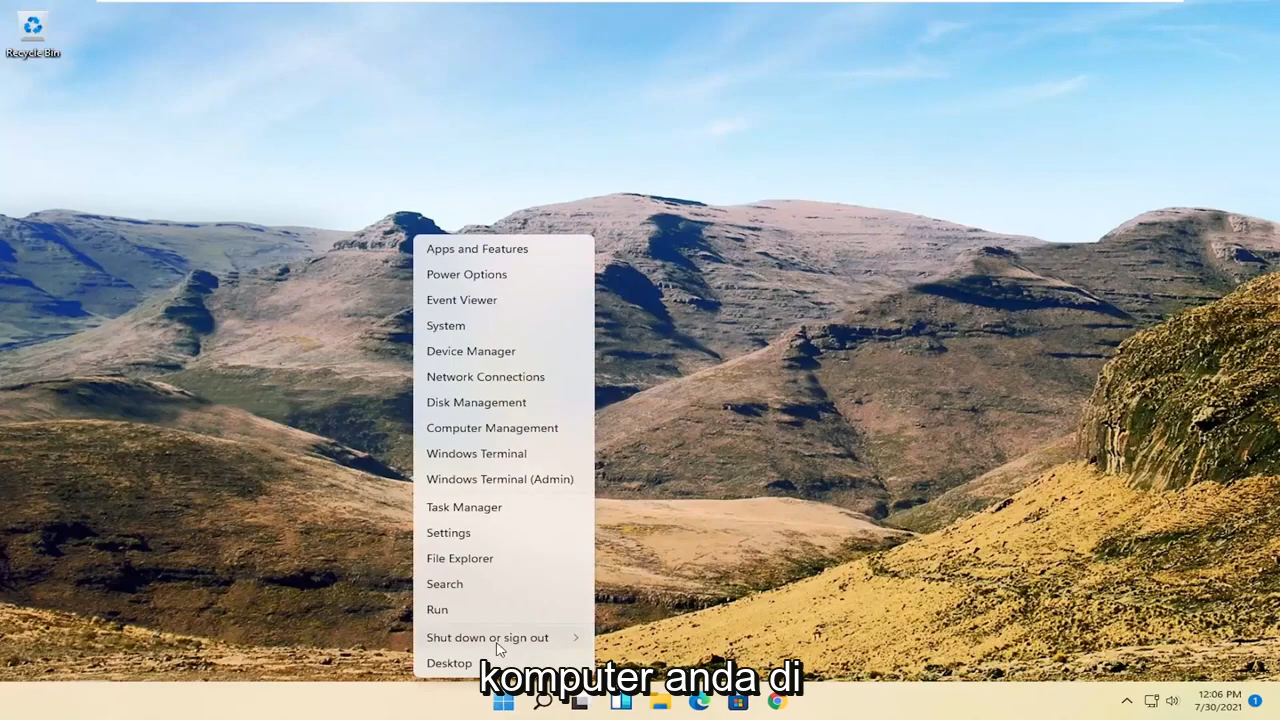 Recycle Bin
Apps and Features
Power Options
Event Viewer
System
Device Manager
Network Connections
Disk Management
Computer Management
Windows Terminal
Windows Terminal (Admin)
Task Manager
Settings
File Explorer
Search
Run
Shut down or sign out
Desktop
komputer anda di
12:06 PM
7/30/2021
1